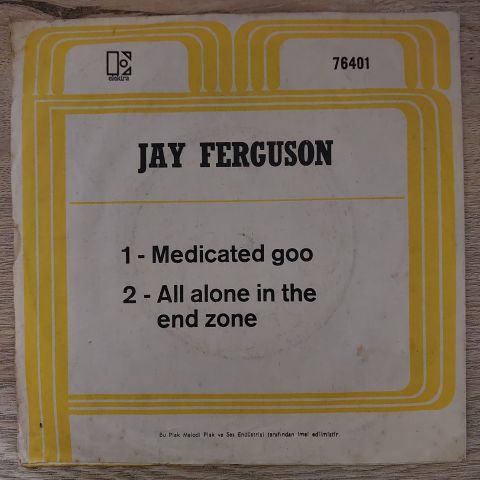 elektra
76401
JAY FERGUSON
1 - Medicated goo
2 - All alone in the
end zone
Bu Plak Melodi Plak ve Ses Endüstrisi tarafından imal edilmiştir.